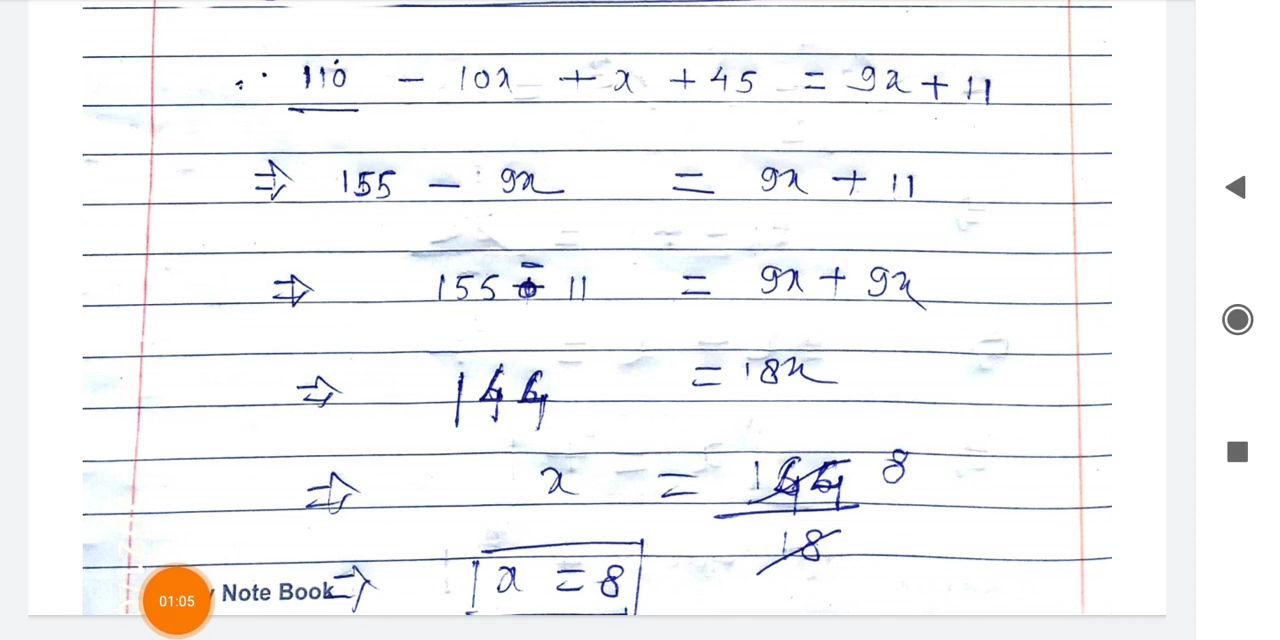 ∴ 110 - 10x + x + 45 = 9x + 11
⇒ 155 - 9x = 9x + 11
⇒ 155 - 11 = 9x + 9x
⇒ 144 = 18x
⇒ x = 144/18 8
⇒ x = 8
Note Book
01:05